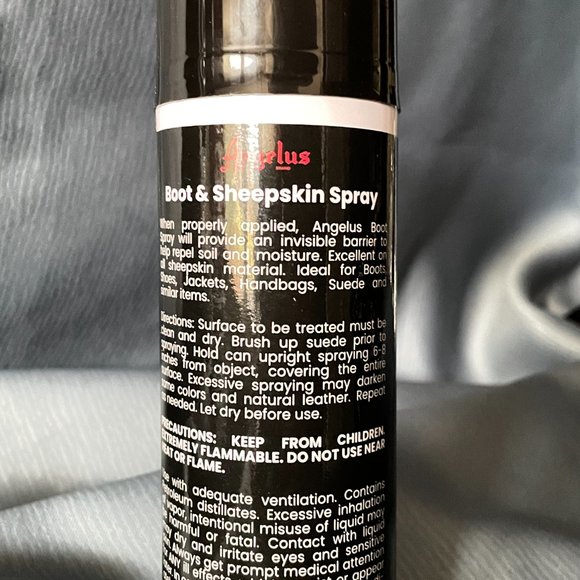 Angelus
Boot & Sheepskin Spray
When properly applied, Angelus Boot
Spray will provide an invisible barrier to
help repel soil and moisture. Excellent on
all sheepskin material. Ideal for Boots,
Shoes, Jackets, Handbags, Suede and
similar items.
Directions: Surface to be treated must be
clean and dry. Brush up suede prior to
spraying. Hold can upright spraying 6-8
inches from object, covering the entire
surface. Excessive spraying may darken
some colors and natural leather. Repeat
as needed. Let dry before use.
PRECAUTIONS: KEEP FROM CHILDREN.
EXTREMELY FLAMMABLE. DO NOT USE NEAR
HEAT OR FLAME.
Use with adequate ventilation. Contains
petroleum distillates. Excessive inhalation
of vapor, intentional misuse of liquid may
be harmful or fatal. Contact with liquid
may dry and irritate eyes and sensitive
Always get prompt medical attention
for ANY ill effects
or appear